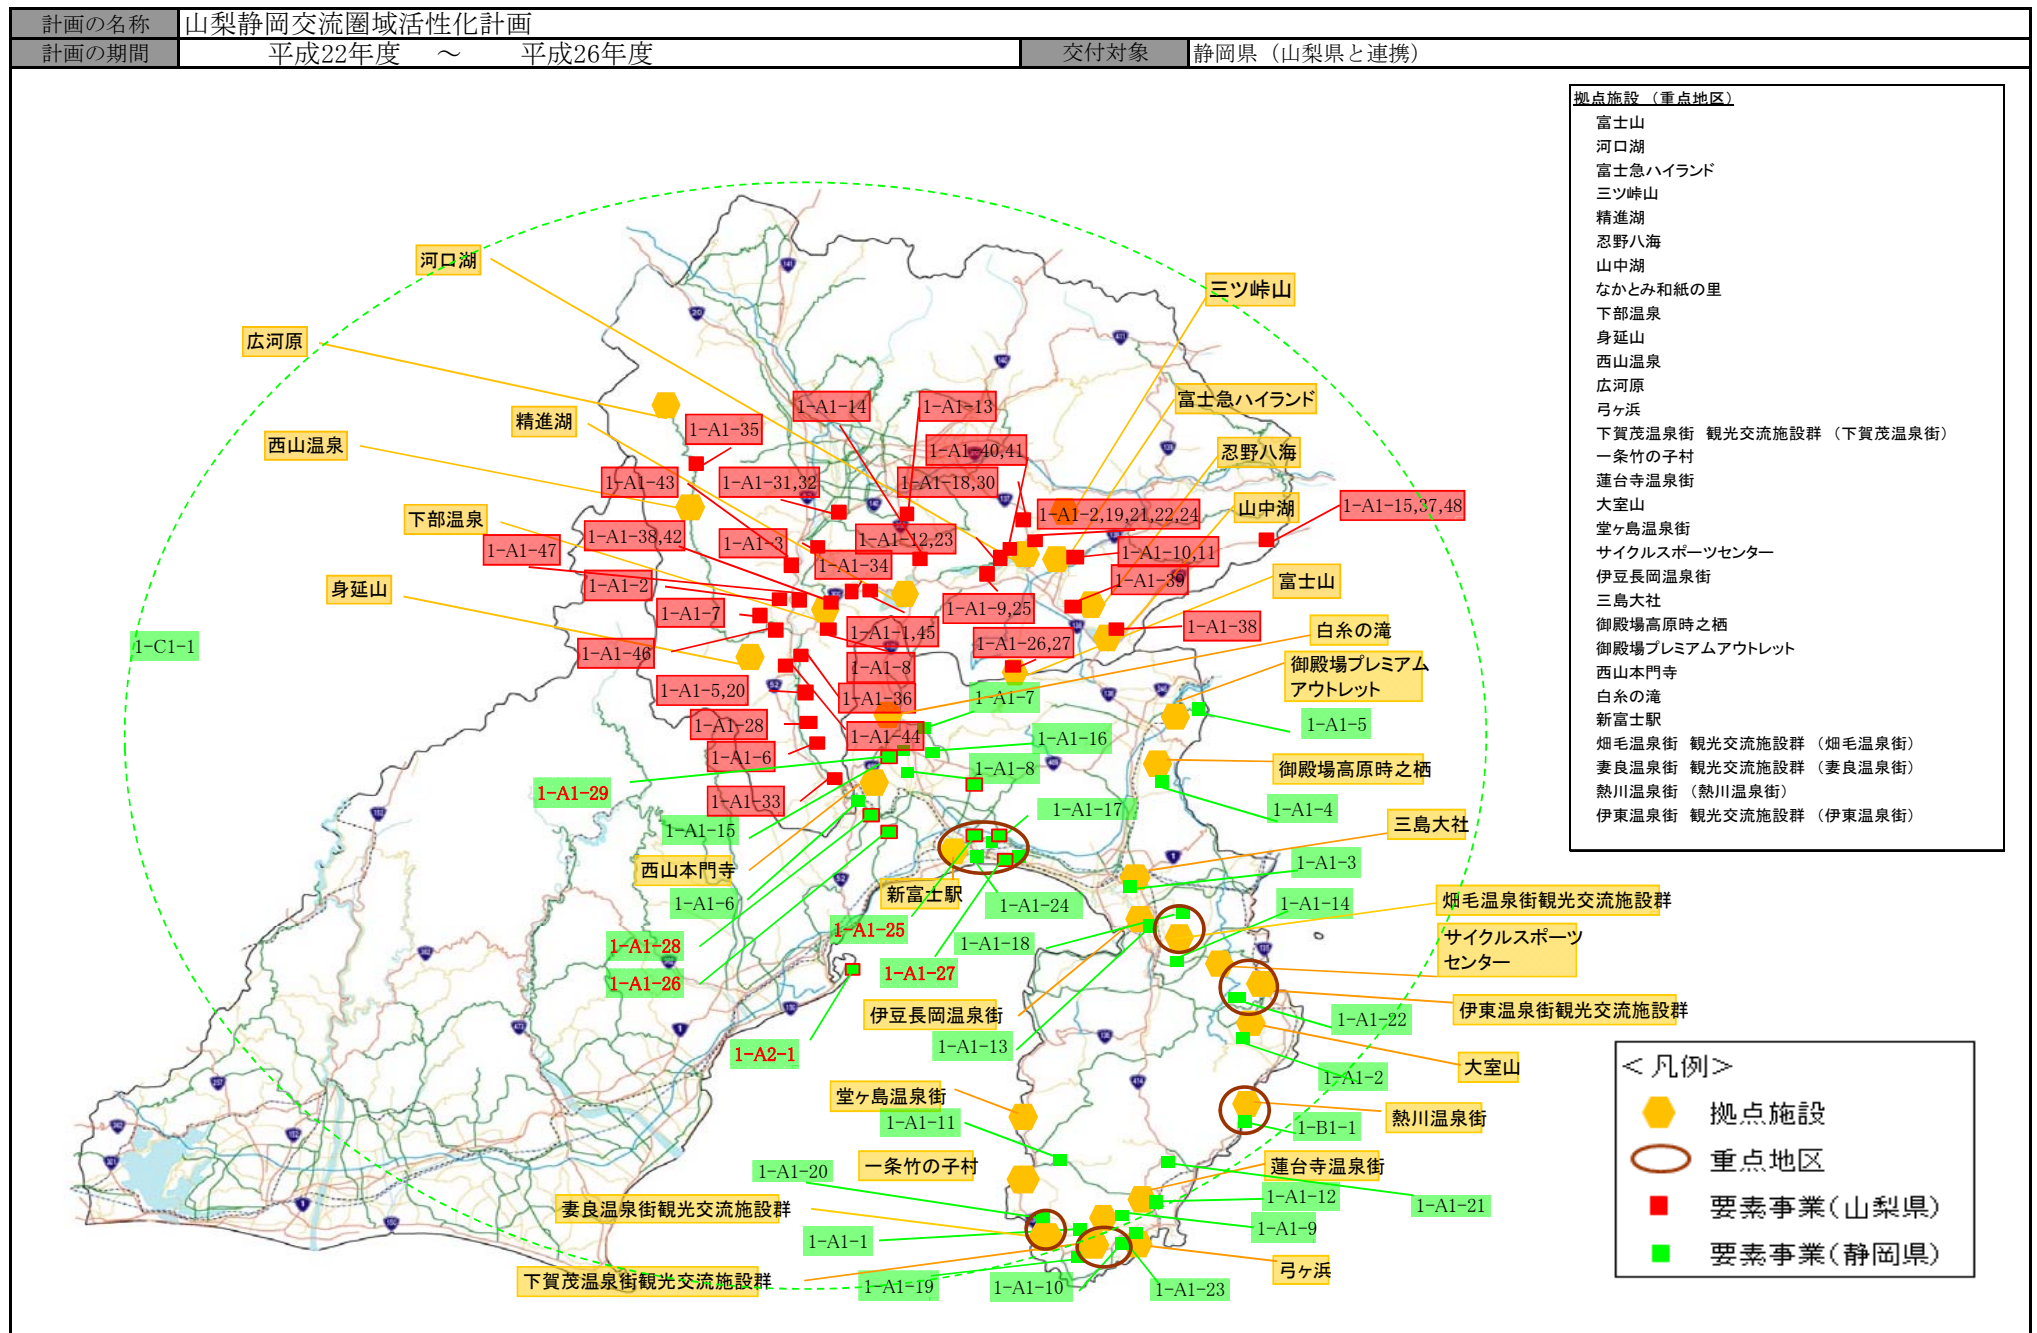 計画の名称 山梨静岡交流圏域活性化計画
計画の期間 平成22年度 ～ 平成26年度 交付対象 静岡県（山梨県と連携）
拠点施設（重点地区）
富士山
河口湖
富士急ハイランド
三ツ峠山
精進湖
忍野八海
山中湖
なかとみ和紙の里
下部温泉
身延山
西山温泉
広河原
弓ヶ浜
下賀茂温泉街 観光交流施設群（下賀茂温泉街）
一条竹の子村
蓮台寺温泉街
大室山
堂ヶ島温泉街
サイクルスポーツセンター
伊豆長岡温泉街
三島大社
御殿場高原時之栖
御殿場プレミアムアウトレット
西山本門寺
白糸の滝
新富士駅
畑毛温泉街 観光交流施設群（畑毛温泉街）
妻良温泉街 観光交流施設群（妻良温泉街）
熱川温泉街（熱川温泉街）
伊東温泉街 観光交流施設群（伊東温泉街）
河口湖
三ツ峠山
広河原
富士急ハイランド
精進湖
西山温泉
忍野八海
下部温泉
山中湖
身延山
富士山
白糸の滝
御殿場プレミアム
アウトレット
御殿場高原時之栖
三島大社
西山本門寺
新富士駅
畑毛温泉街観光交流施設群
サイクルスポーツ
センター
伊東温泉街観光交流施設群
伊豆長岡温泉街
大室山
堂ヶ島温泉街
熱川温泉街
一条竹の子村
蓮台寺温泉街
妻良温泉街観光交流施設群
下賀茂温泉街観光交流施設群
弓ヶ浜
1-A1-14
1-A1-13
1-A1-35
1-A1-40,41
1-A1-43
1-A1-31,32
1-A1-18,30
1-A1-2,19,21,22,24
1-A1-15,37,48
1-A1-47
1-A1-38,42
1-A1-3
1-A1-12,23
1-A1-10,11
1-A1-34
1-A1-39
1-A1-2
1-A1-7
1-A1-9,25
1-A1-1,45
1-A1-38
1-A1-46
1-A1-26,27
1-A1-8
1-A1-5,20
1-A1-36
1-A1-28
1-A1-44
1-A1-6
1-A1-33
1-C1-1
1-A1-7
1-A1-5
1-A1-16
1-A1-8
1-A1-29
1-A1-17
1-A1-4
1-A1-15
1-A1-3
1-A1-6
1-A1-24
1-A1-14
1-A1-25
1-A1-28
1-A1-18
1-A1-27
1-A1-26
1-A1-22
1-A1-13
1-A2-1
1-A1-2
1-A1-11
1-B1-1
1-A1-20
1-A1-12
1-A1-21
1-A1-9
1-A1-1
1-A1-19
1-A1-10
1-A1-23
＜凡例＞
拠点施設
重点地区
要素事業(山梨県)
要素事業(静岡県)